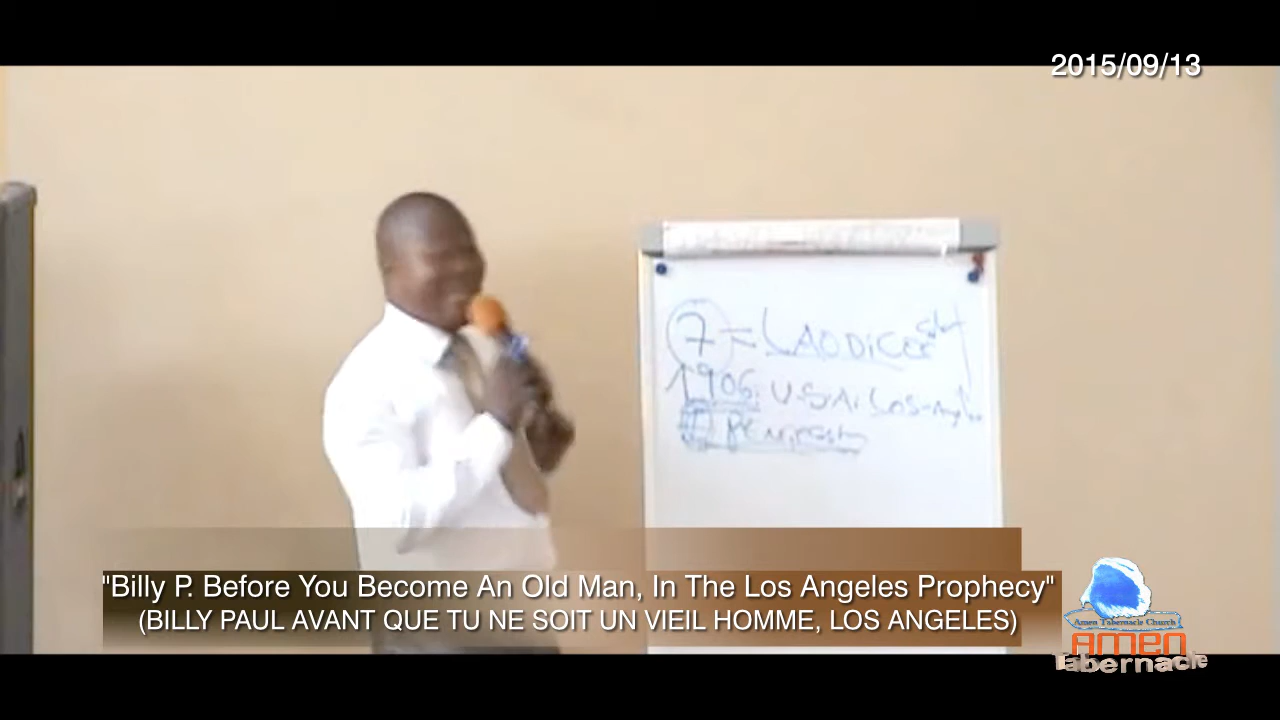 2015/09/13
7 = LAODICEE
1906: U.S.A: LOS-
"Billy P. Before You Become An Old Man, In The Los Angeles Prophecy"
(BILLY PAUL AVANT QUE TU NE SOIT UN VIEIL HOMME, LOS ANGELES)
Amen Tabernacle Church
AMEN
Tabernacle